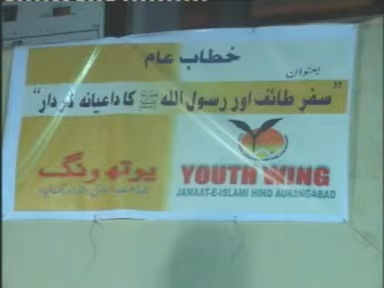 خطاب عام
بعنوان
"سفرِ طائف اور رسول اللہ ﷺ کا داعیانہ کردار"
یوتھ ونگ
YOUTH WING
JAMAAT-E-ISLAMI HIND AURANGABAD